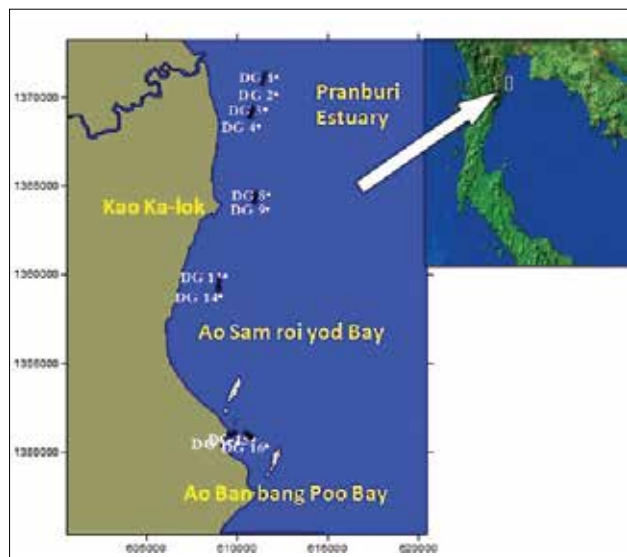 1370000
DG 1
DG 2
DG 3
DG 4
Pranburi
Estuary
1365000
Kao Ka-lok
DG 8
DG 9
1360000
DG 13
DG 14
Ao Sam roi yod Bay
1355000
DG 16
1350000
Ao Ban bang Poo Bay
605000
610000
615000
620000